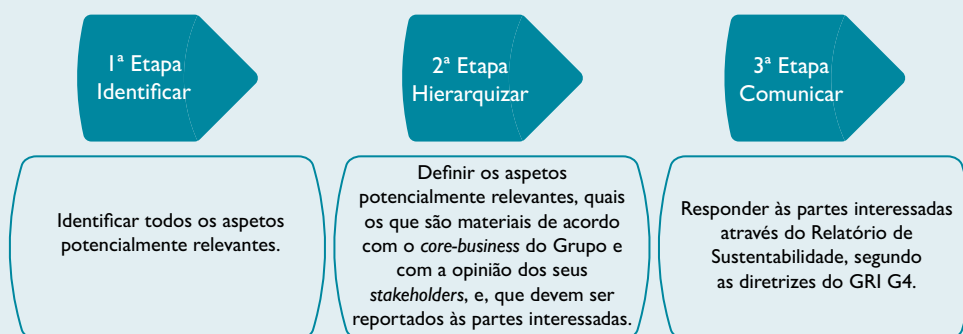 1ª Etapa
Identificar
2ª Etapa
Hierarquizar
3ª Etapa
Comunicar
Identificar todos os aspetos
potencialmente relevantes.
Definir os aspetos
potencialmente relevantes, quais
os que são materiais de acordo
com o core-business do Grupo e
com a opinião dos seus
stakeholders, e, que devem ser
reportados às partes interessadas.
Responder às partes interessadas
através do Relatório de
Sustentabilidade, segundo
as diretrizes do GRI G4.